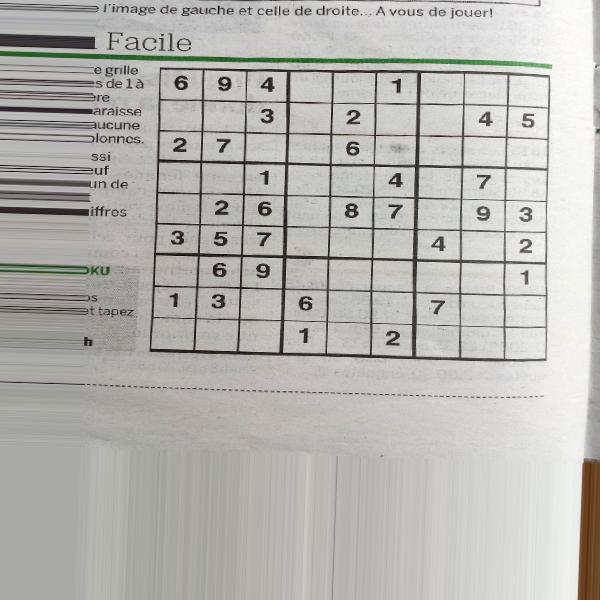 l'image de gauche et celle de droite... A vous de jouer!
Facile
e grille
s de 1 à
araisse
aucune
olonnes.
ssi
euf
un de
iffres
OKU
et tapez
6 9 4 1
3 2 4 5
2 7 6
1 4 7
2 6 8 7 9 3
3 5 7 4 2
6 9 1
1 3 6 7
1 2